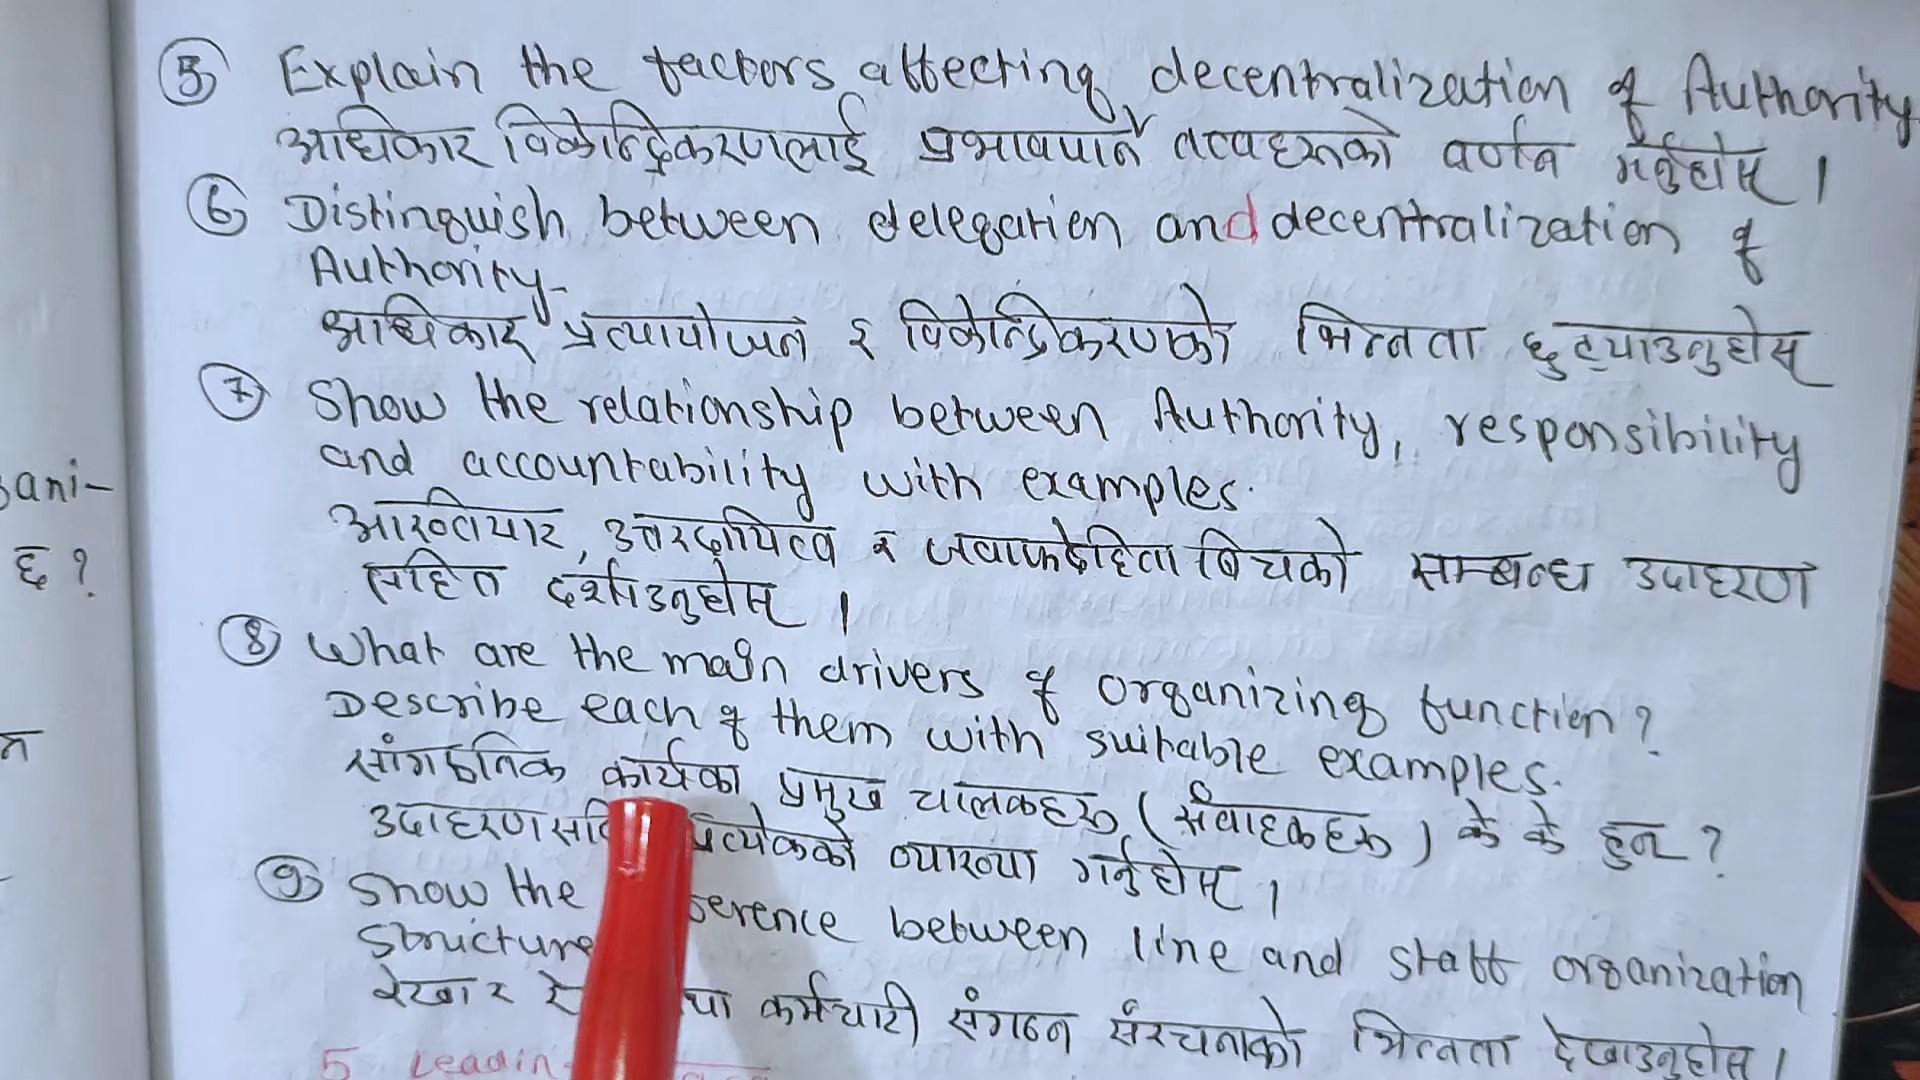 5 Explain the factors affecting decentralization of Authority
अधिकार विकेन्द्रिकरणलाई प्रभावपार्ने तत्वहरूको वर्णन गर्नुहोस् ।
6 Distinguish between delegation and decentralization of
Authority-
अधिकार प्रत्यायोजन र विकेन्द्रिकरणको भिन्नता छुट्याउनुहोस्
7 Show the relationship between Authority, responsibility
and accountability with examples.
आख्तियार, उत्तरदायित्व र जवाफदेहिता बिचको सम्बन्ध उदाहरण
सहित दर्शाउनुहोस् ।
8 What are the main drivers of organizing function?
Describe each of them with suitable examples.
सांगठनिक कार्यका प्रमुख चालकहरू (संवाहकहरू) के के हुन ?
उदाहरण प्रत्येकको व्याख्या गर्नुहोस् ।
9 Show the between line and staff organization
structure
रेखा र कर्मचारी संगठन संरचनाको भिन्नता देखाउनुहोस् ।
5
ani-
छ ?